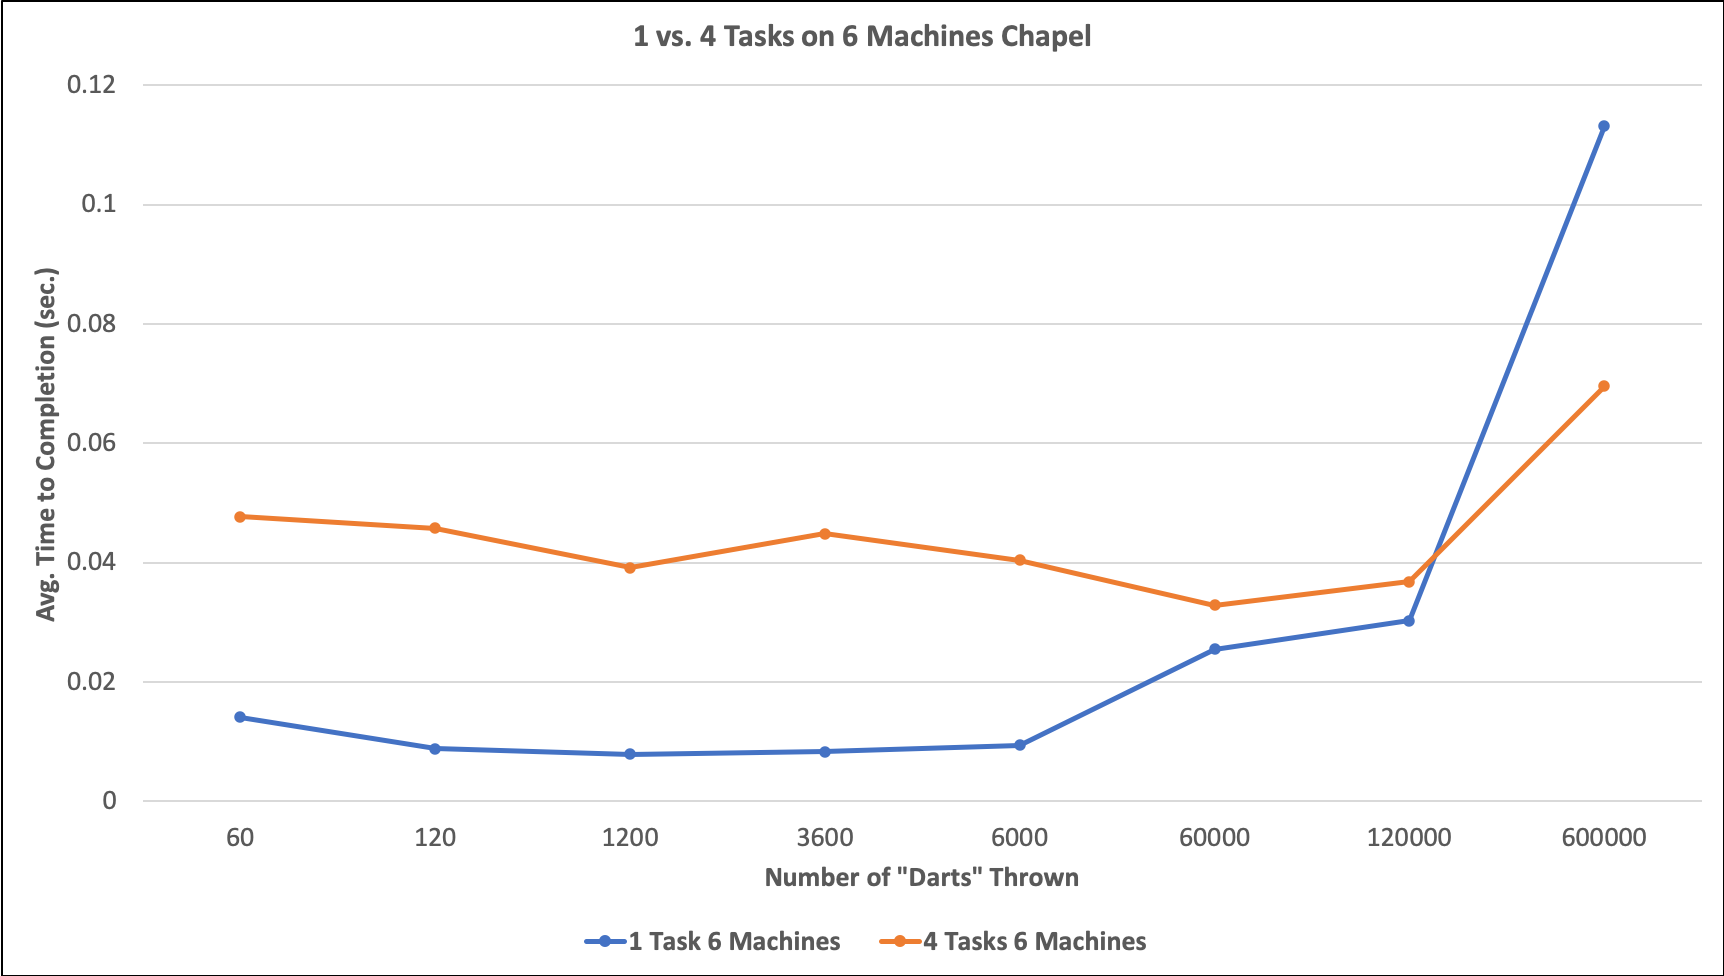 1 vs. 4 Tasks on 6 Machines Chapel
0.12
0.1
0.08
0.06
0.04
0.02
0
Avg. Time to Completion (sec.)
60 120 1200 3600 6000 60000 120000 600000
Number of "Darts" Thrown
1 Task 6 Machines 4 Tasks 6 Machines